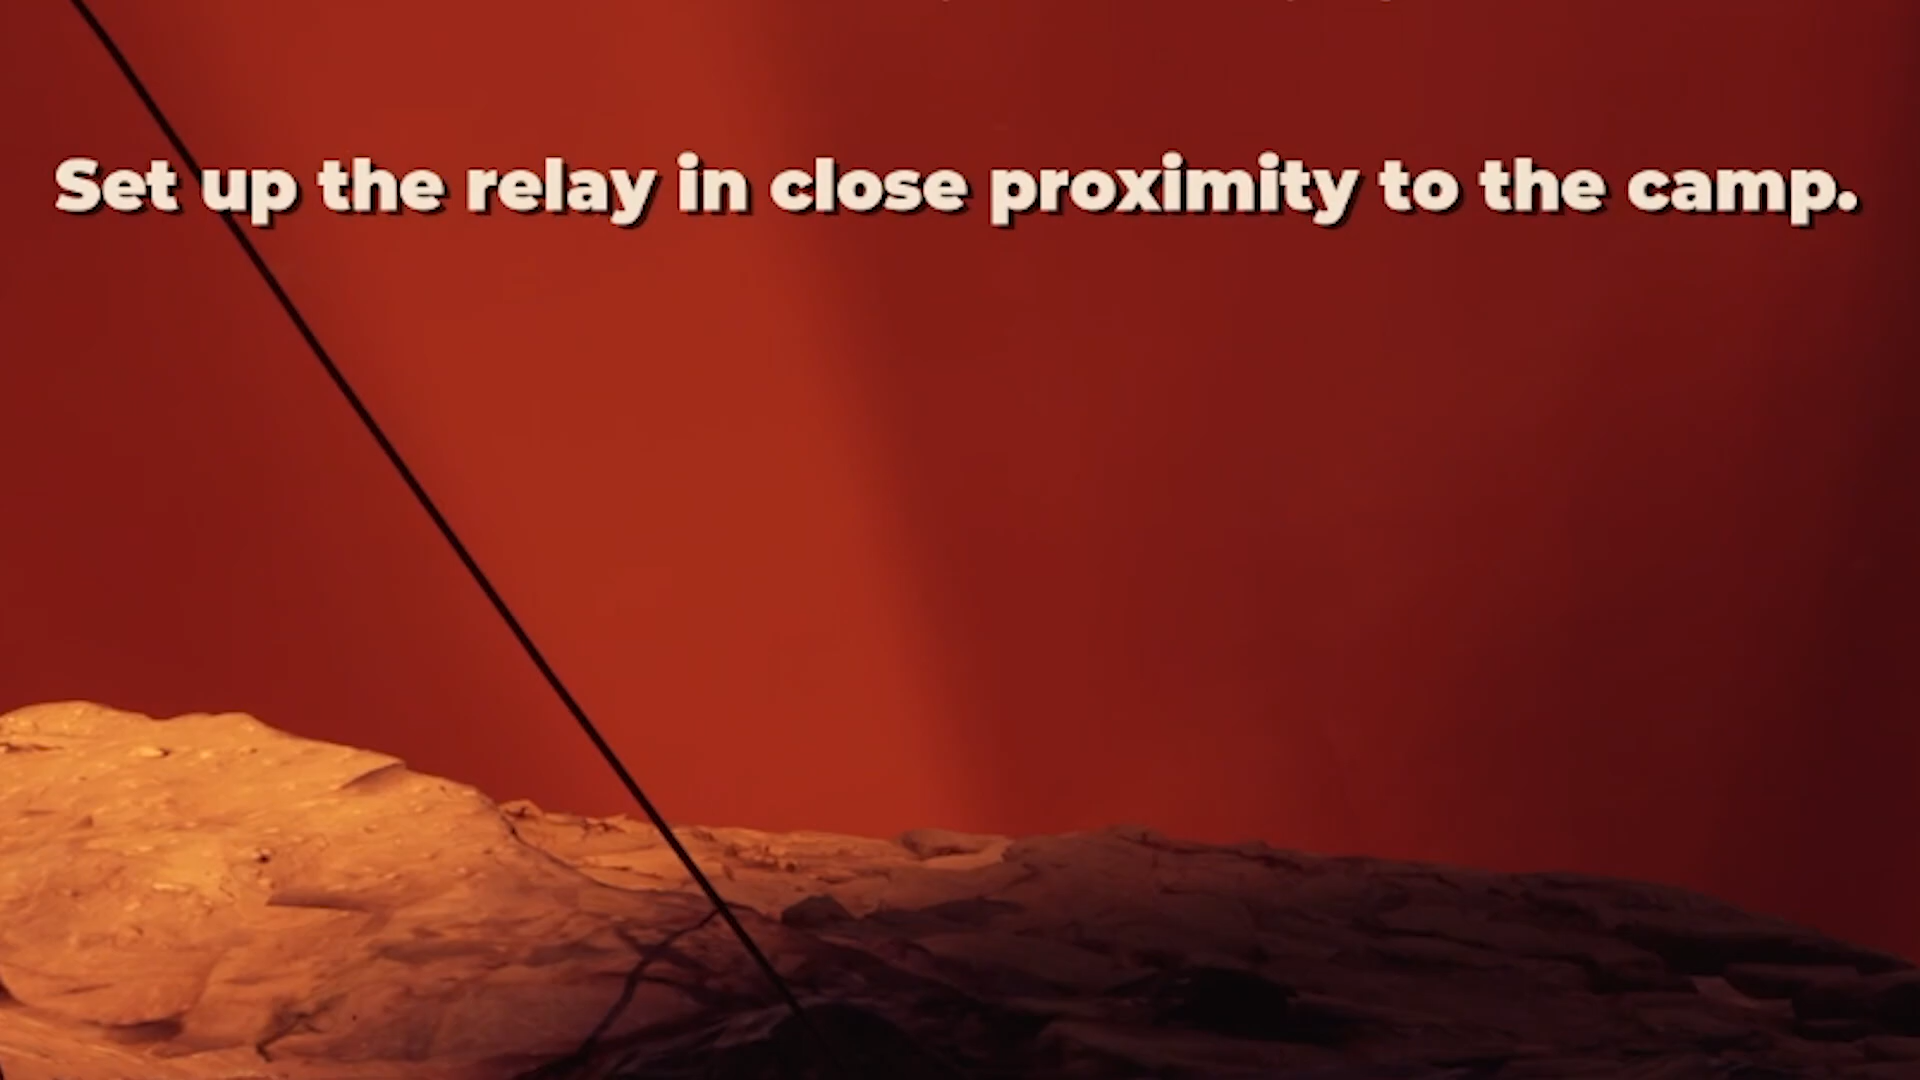 Set up the relay in close proximity to the camp.